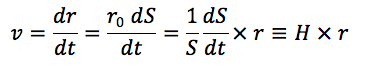 v = dr/dt = r₀ dS/dt = 1/S dS/dt × r ≡ H × r